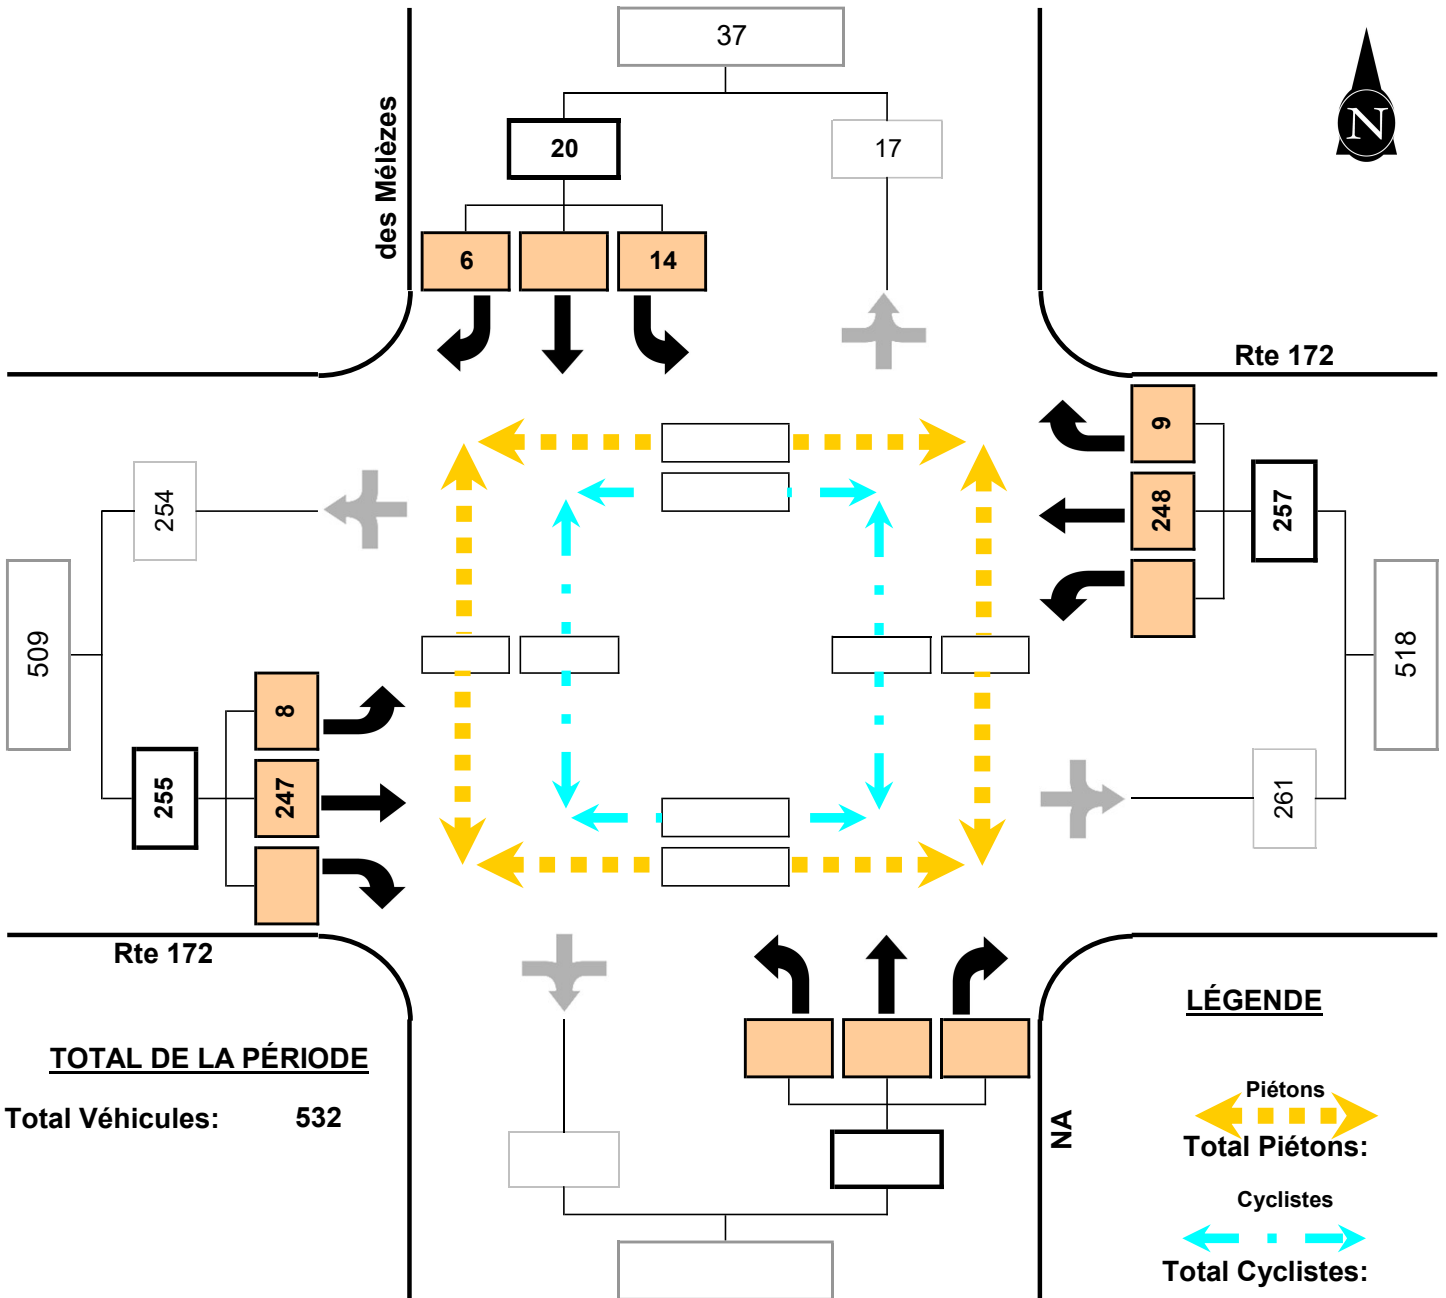 37
N
des Mélèzes
20
17
6
14
Rte 172
9
254
248
257
509
518
8
255
247
261
Rte 172
LÉGENDE
TOTAL DE LA PÉRIODE
Total Véhicules: 532
NA
Piétons
Total Piétons:
Cyclistes
Total Cyclistes: